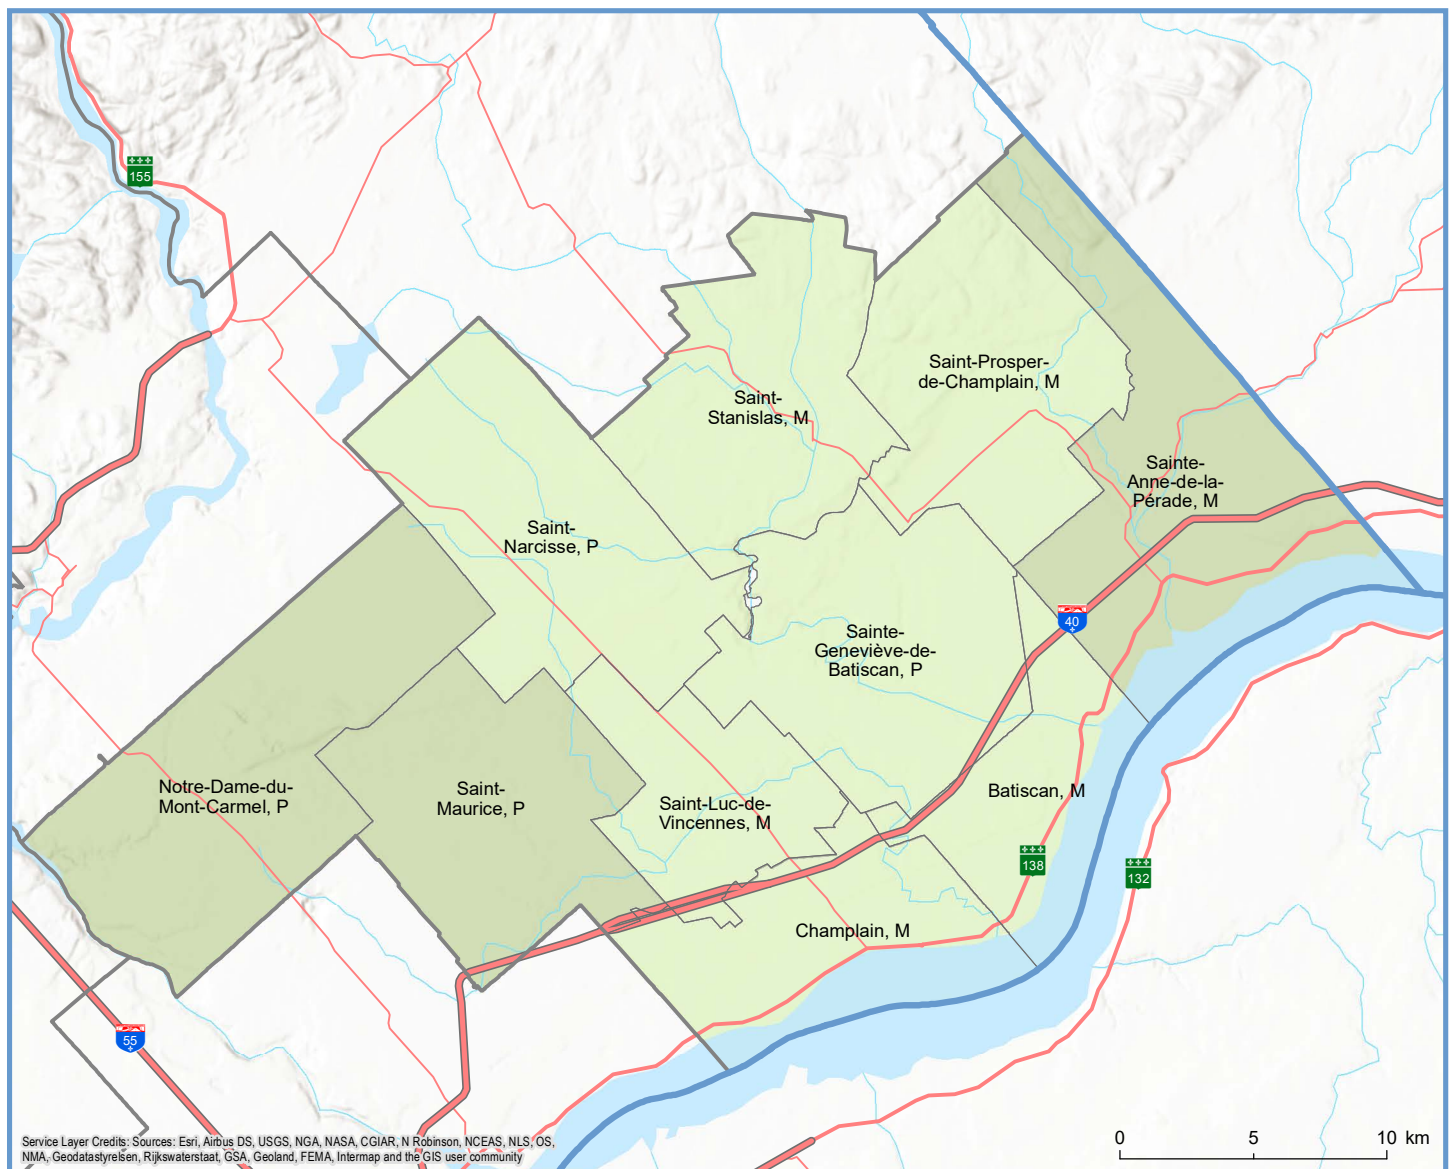 155
Saint-Prosper-
de-Champlain, M
Saint-
Stanislas, M
Sainte-
Anne-de-la-
Pérade, M
Saint-
Narcisse, P
40
Sainte-
Geneviève-de-
Batiscan, P
Notre-Dame-du-
Mont-Carmel, P
Saint-
Maurice, P
Saint-Luc-de-
Vincennes, M
Batiscan, M
138
132
Champlain, M
55
Service Layer Credits: Sources: Esri, Airbus DS, USGS, NGA, NASA, CGIAR, N Robinson, NCEAS, NLS, OS,
NMA, Geodatastyrelsen, Rijkswaterstaat, GSA, Geoland, FEMA, Intermap and the GIS user community
0 5 10 km